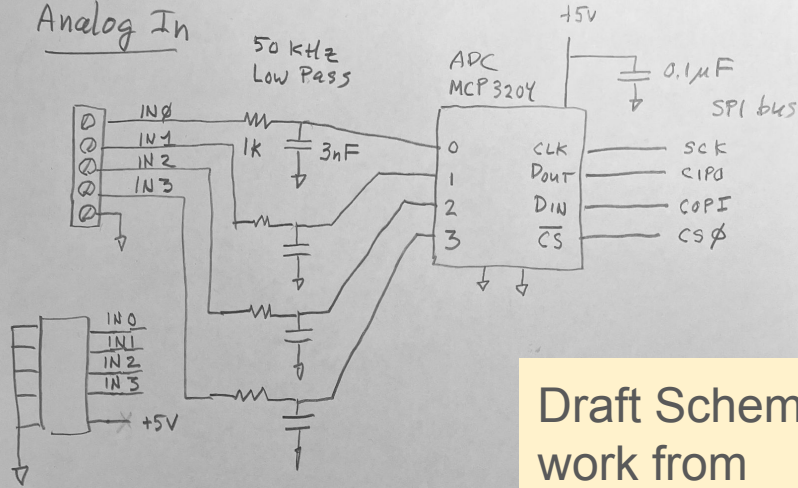 Analog In
50 kHz
Low Pass
+5V
ADC
MCP3204
0.1μF
SPI bus
IN0
IN1
IN2
IN3
1K
3nF
0
1
2
3
CLK
DOUT
DIN
CS
SCK
CIPO
COPI
CS0
IN0
IN1
IN2
IN3
+5V
Draft Schem
work from